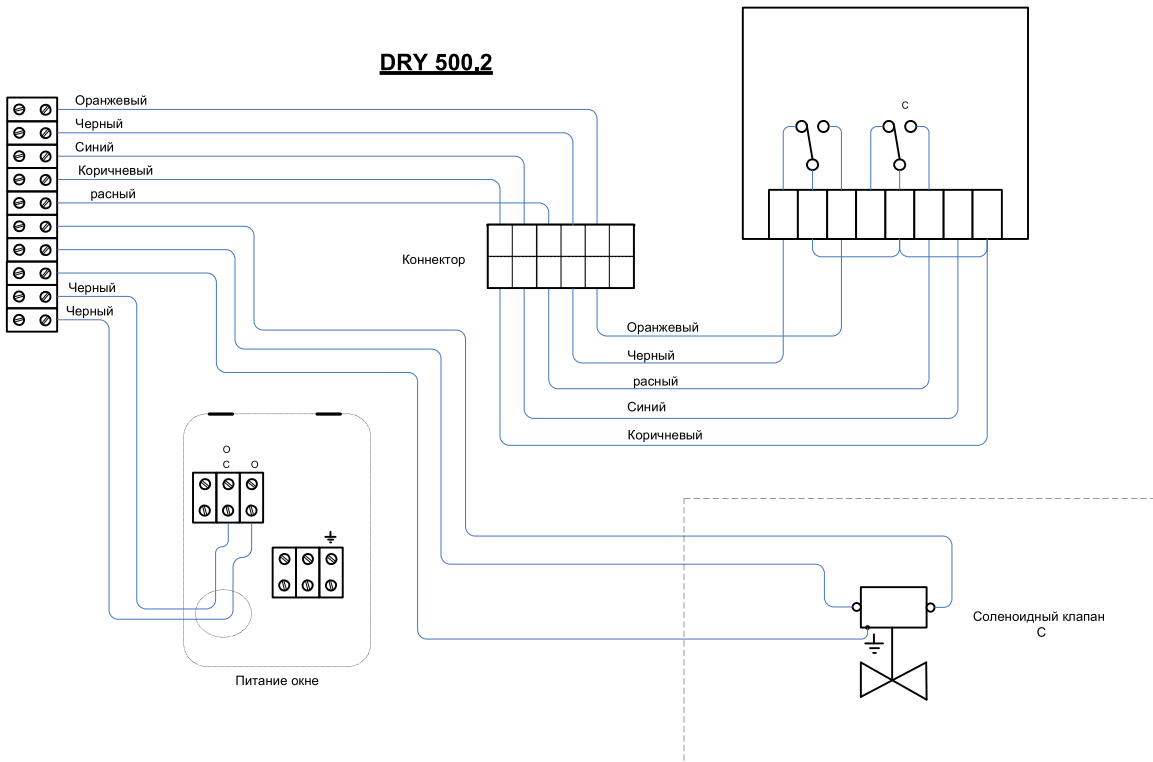 DRY 500,2
Оранжевый
Черный
Синий
Коричневый
расный
Черный
Черный
С
Коннектор
Оранжевый
Черный
расный
Синий
Коричневый
О
С О
Питание окне
Соленоидный клапан
С